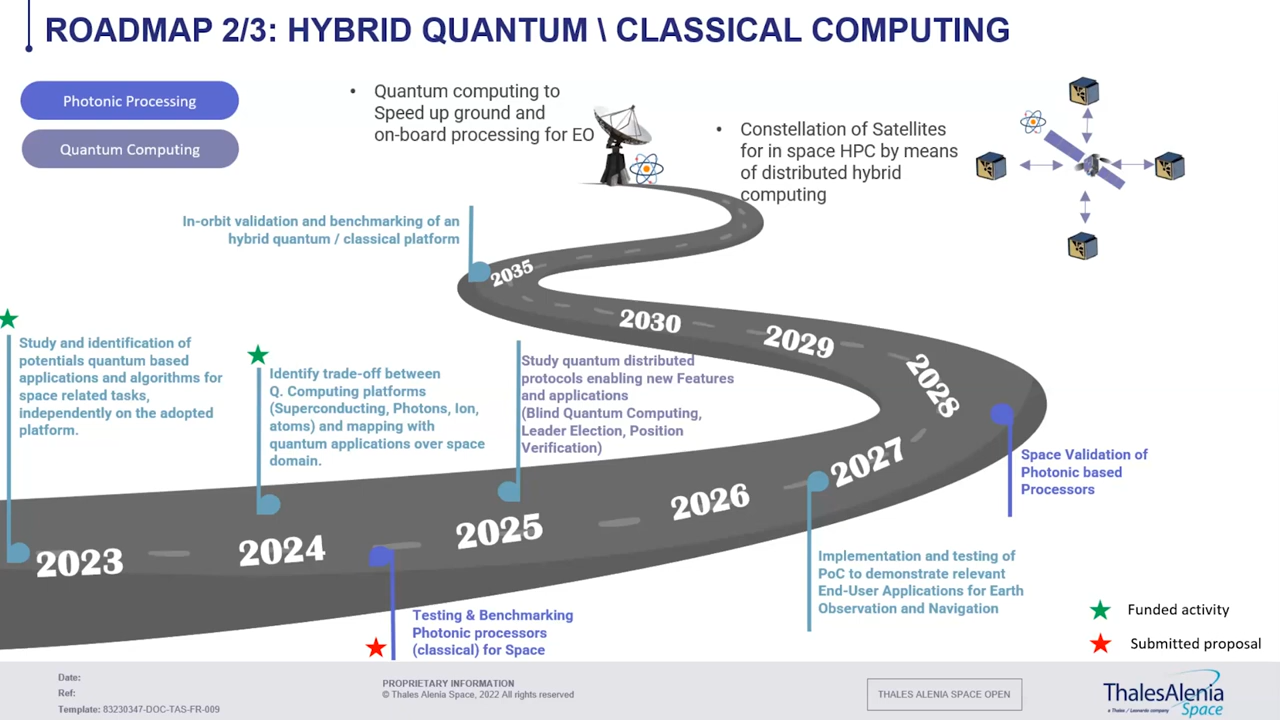 ROADMAP 2/3: HYBRID QUANTUM \ CLASSICAL COMPUTING
Photonic Processing
Quantum Computing
• Quantum computing to
Speed up ground and
on-board processing for EO
• Constellation of Satellites
for in space HPC by means
of distributed hybrid
computing
In-orbit validation and benchmarking of an
hybrid quantum / classical platform
2035
2030
2029
2028
2027
2026
2025
2024
2023
Study and identification of
potentials quantum based
applications and algorithms for
space related tasks,
independently on the adopted
platform.
Identify trade-off between
Q. Computing platforms
(Superconducting, Photons, Ion,
atoms) and mapping with
quantum applications over space
domain.
Study quantum distributed
protocols enabling new Features
and applications
(Blind Quantum Computing,
Leader Election, Position
Verification)
Space Validation of
Photonic based
Processors
Implementation and testing of
PoC to demonstrate relevant
End-User Applications for Earth
Observation and Navigation
Testing & Benchmarking
Photonic processors
(classical) for Space
Funded activity
Submitted proposal
Date:
Ref:
Template: 83230347-DOC-TAS-FR-009
PROPRIETARY INFORMATION
© Thales Alenia Space, 2022 All rights reserved
THALES ALENIA SPACE OPEN
ThalesAlenia
a Thales / Leonardo company
Space